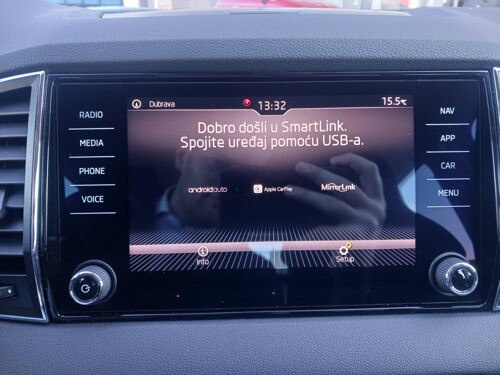 Dubrava
13:32
15.5°C
RADIO
MEDIA
PHONE
VOICE
Dobro došli u SmartLink.
Spojite uređaj pomoću USB-a.
androidauto
Apple CarPlay
MirrorLink
Info
Setup
NAV
APP
CAR
MENU